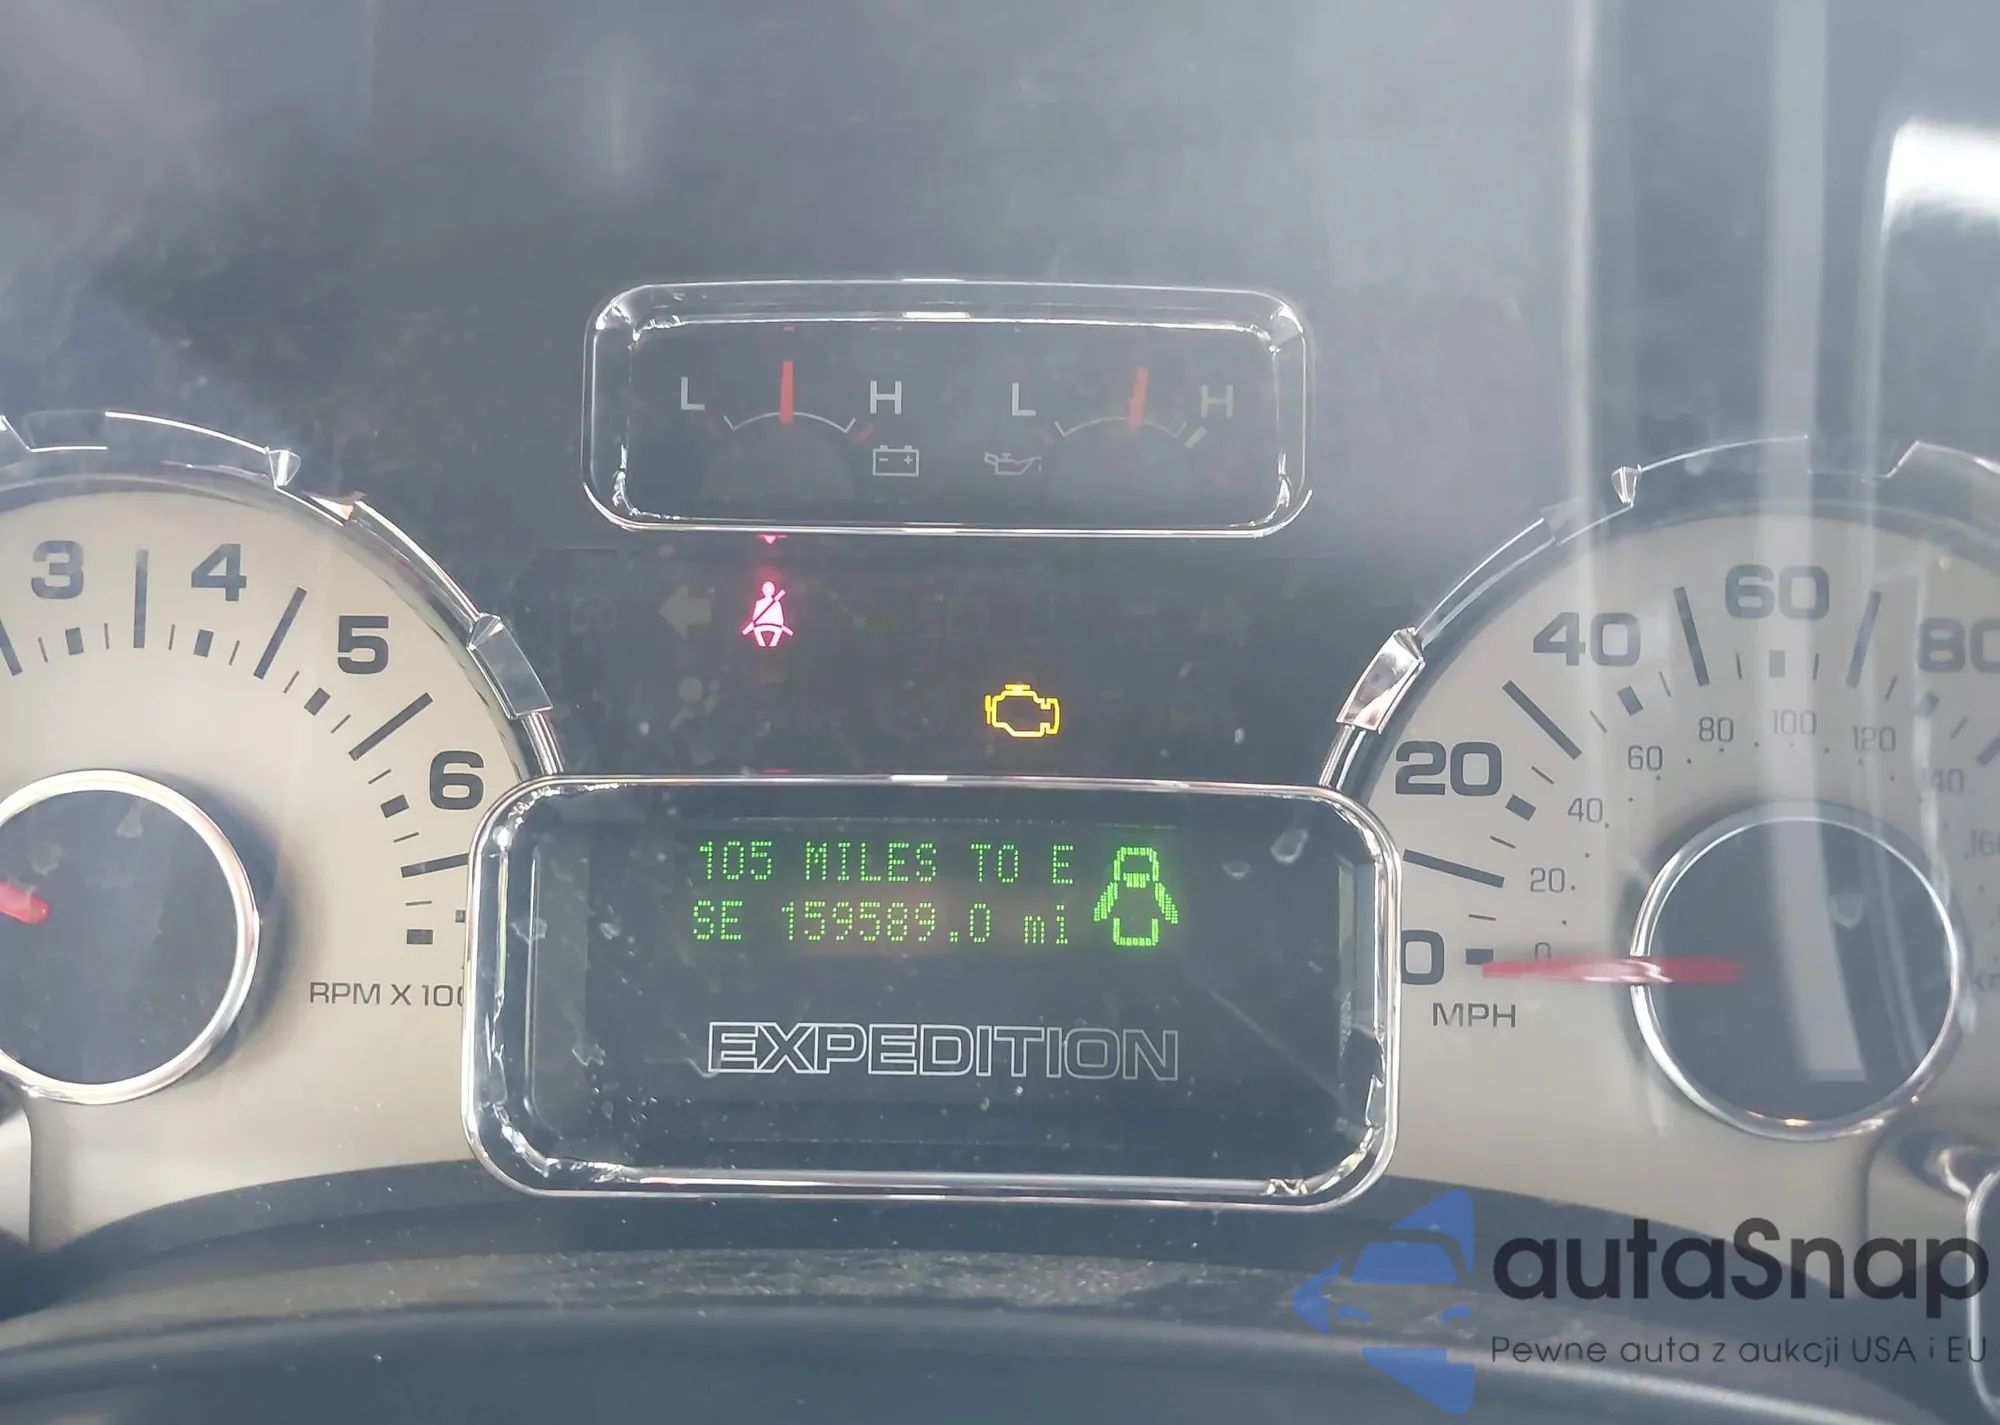 L H L H
3 4 5 6
RPM X 100
20 40 60 80
0
MPH
0 20 40 60 80 100 120
105 MILES TO E
SE 159589.0 mi
EXPEDITION
autaSnap
Pewne auta z aukcji USA i EU